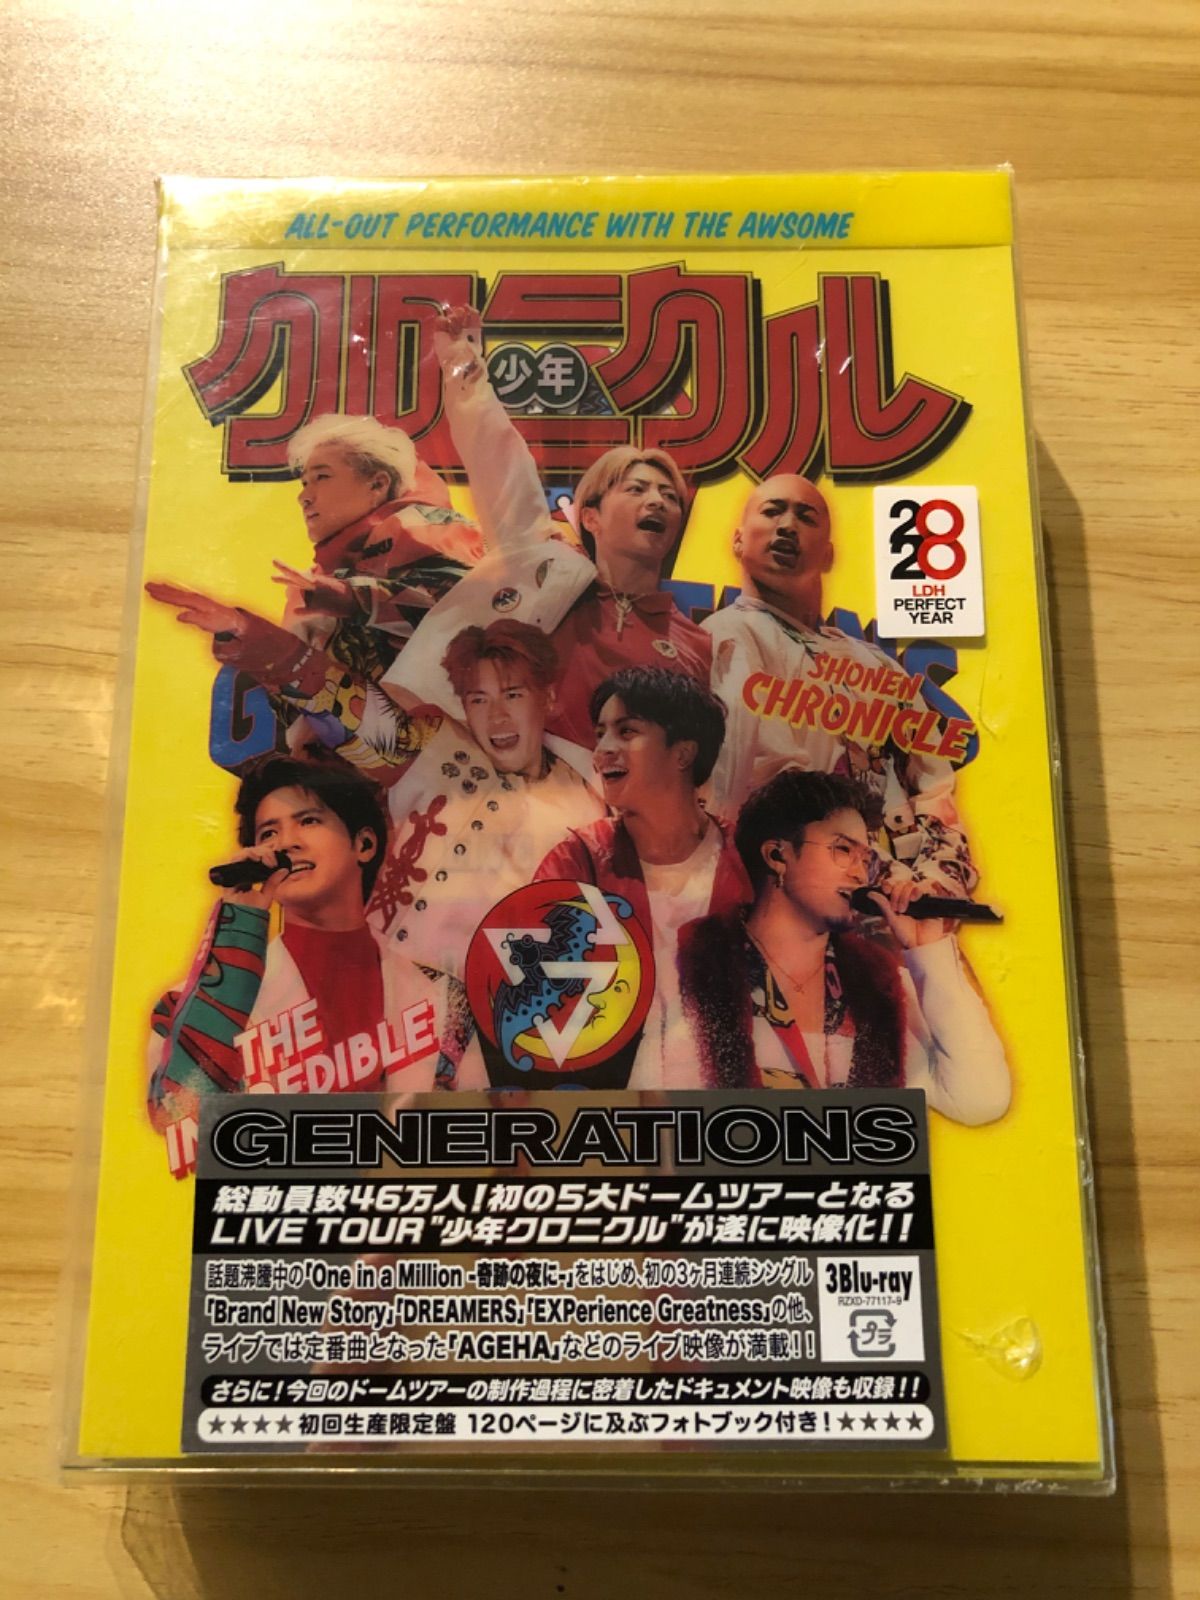 ALL-OUT PERFORMANCE WITH THE AWSOME
少年
クロニクル
2020
LDH
PERFECT
YEAR
SHONEN
CHRONICLE
THE
GENERATIONS
総動員数46万人!初の5大ドームツアーとなる
LIVE TOUR"少年クロニクル"が遂に映像化!!
話題沸騰中の「One in a Million -奇跡の夜に-」をはじめ、初の3ヶ月連続シングル
「Brand New Story」「DREAMERS」「EXPerience Greatness」の他、
ライブでは定番曲となった「AGEHA」などのライブ映像が満載!!
3Blu-ray
RZXD-77117~9
プラ
さらに!今回のドームツアーの制作過程に密着したドキュメント映像も収録!!
★★★★初回生産限定盤 120ページに及ぶフォトブック付き!★★★★